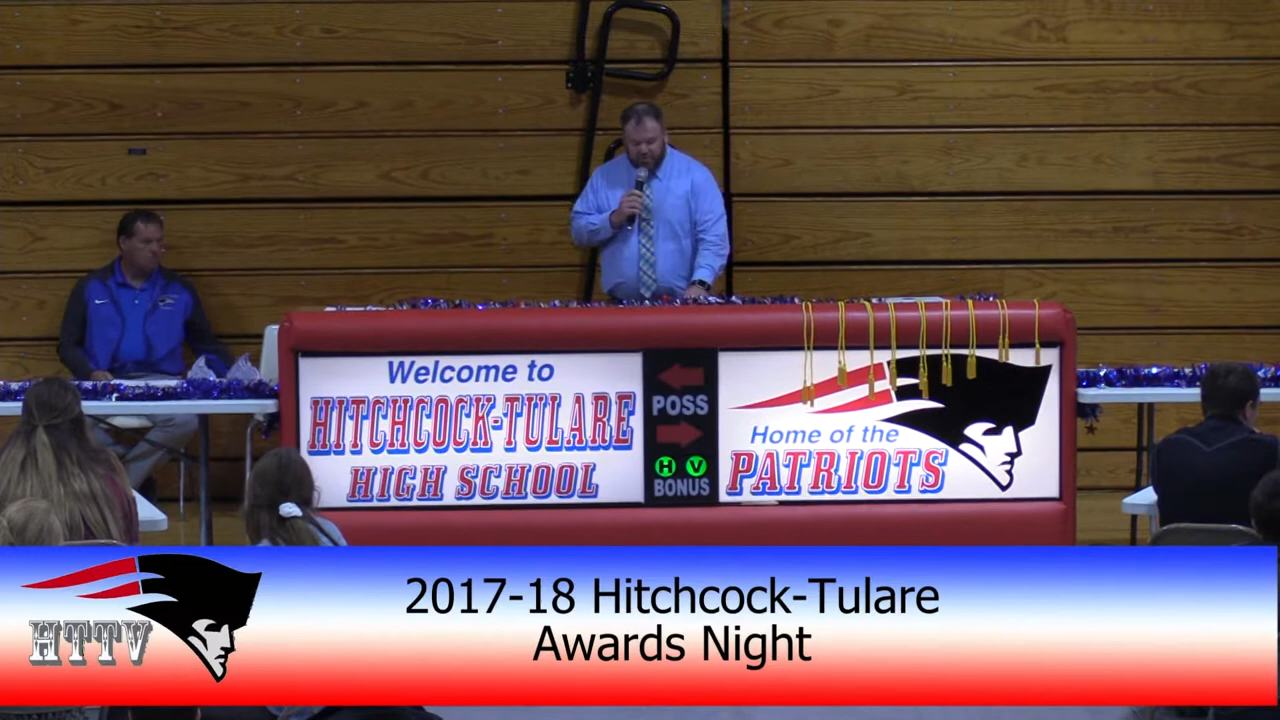 Welcome to
HITCHCOCK-TULARE
HIGH SCHOOL
POSS
H V
BONUS
Home of the
PATRIOTS
HTTV
2017-18 Hitchcock-Tulare
Awards Night